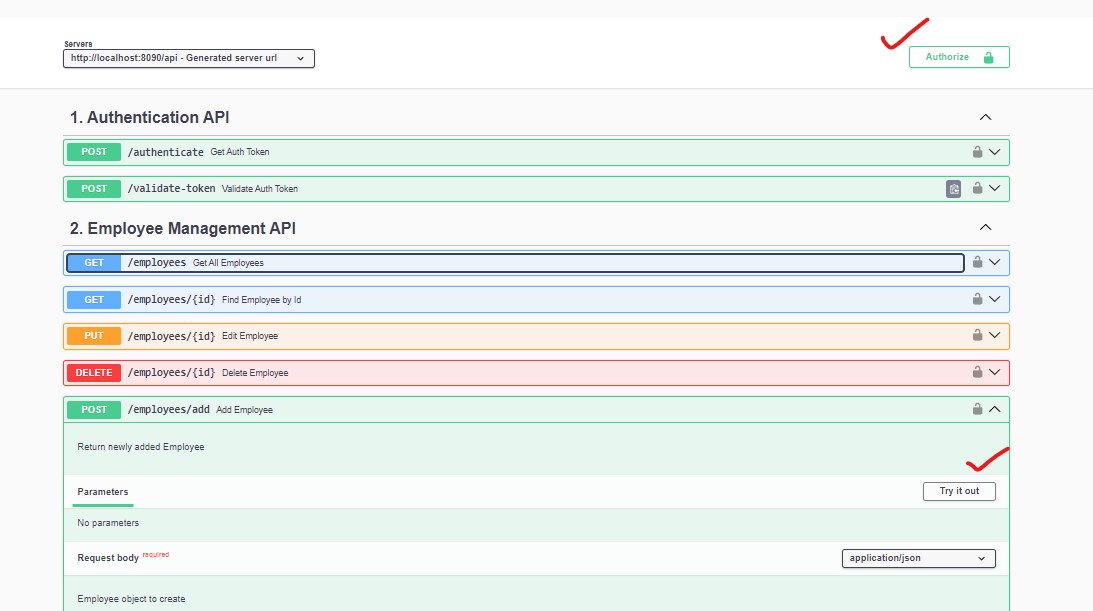 Servers
http://localhost:8090/api - Generated server url
Authorize
1. Authentication API
POST /authenticate Get Auth Token
POST /validate-token Validate Auth Token
2. Employee Management API
GET /employees Get All Employees
GET /employees/{id} Find Employee by Id
PUT /employees/{id} Edit Employee
DELETE /employees/{id} Delete Employee
POST /employees/add Add Employee
Return newly added Employee
Parameters Try it out
No parameters
Request body required application/json
Employee object to create